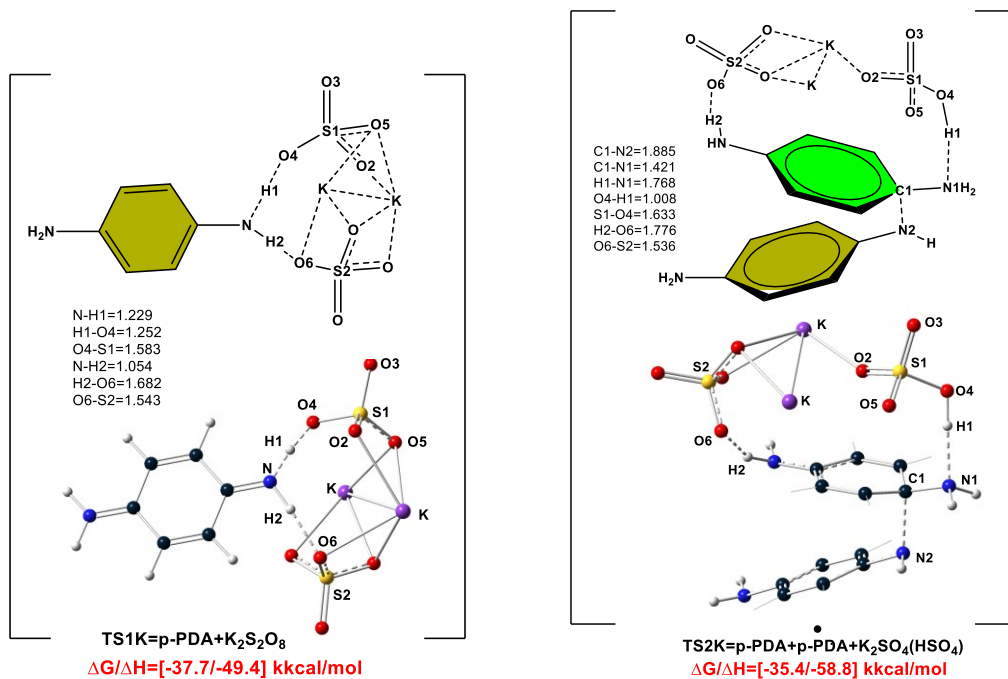 O3
S1
O5
O4
O2
H1
K
K
N
H2
H₂N
O
O6
S2
O
O
N-H1=1.229
H1-O4=1.252
O4-S1=1.583
N-H2=1.054
H2-O6=1.682
O6-S2=1.543
O3
O4
S1
H1
O2
O5
N
K
K
H2
O6
S2
TS1K=p-PDA+K₂S₂O₈
ΔG/ΔH=[-37.7/-49.4] kkcal/mol
O
O
K
O3
S2
O
O2
S1
O6
K
O4
O5
H2
H1
HN
C1-N2=1.885
C1-N1=1.421
H1-N1=1.768
O4-H1=1.008
S1-O4=1.633
H2-O6=1.776
O6-S2=1.536
C1
N1H₂
N2
H
H₂N
K
O3
S2
O2
S1
K
O5
O4
O6
H1
H2
C1
N1
N2
TS2K=p-PDA+p-PDA+K₂SO₄(HSO₄)
ΔG/ΔH=[-35.4/-58.8] kkcal/mol